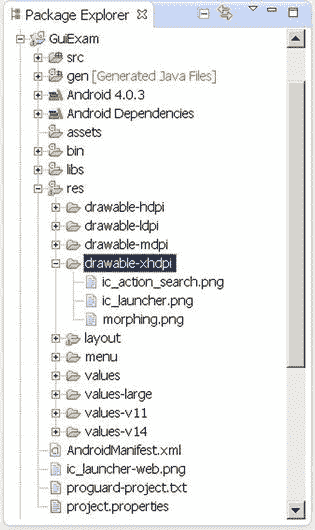 Package Explorer
GuiExam
src
gen [Generated Java Files]
Android 4.0.3
Android Dependencies
assets
bin
libs
res
drawable-hdpi
drawable-ldpi
drawable-mdpi
drawable-xhdpi
ic_action_search.png
ic_launcher.png
morphing.png
layout
menu
values
values-large
values-v11
values-v14
AndroidManifest.xml
ic_launcher-web.png
proguard-project.txt
project.properties